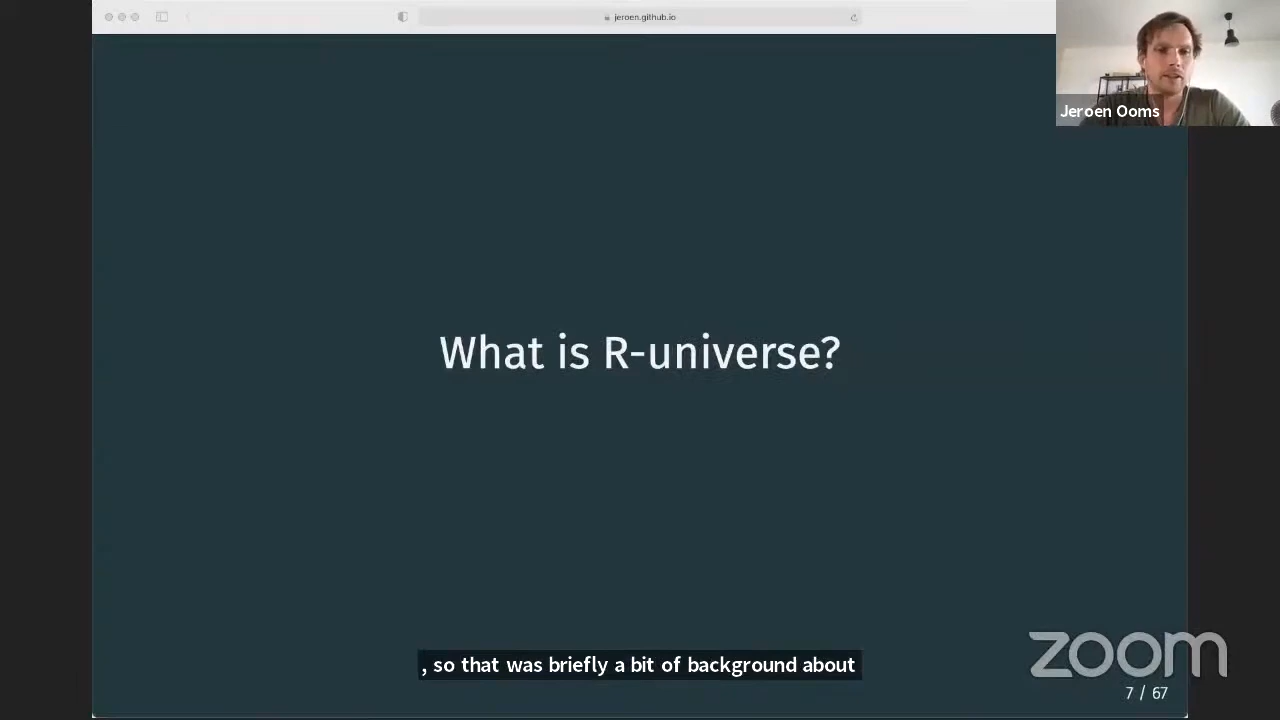 jeroen.github.io
Jeroen Ooms
What is R-universe?
, so that was briefly a bit of background about
zoom
7 / 67